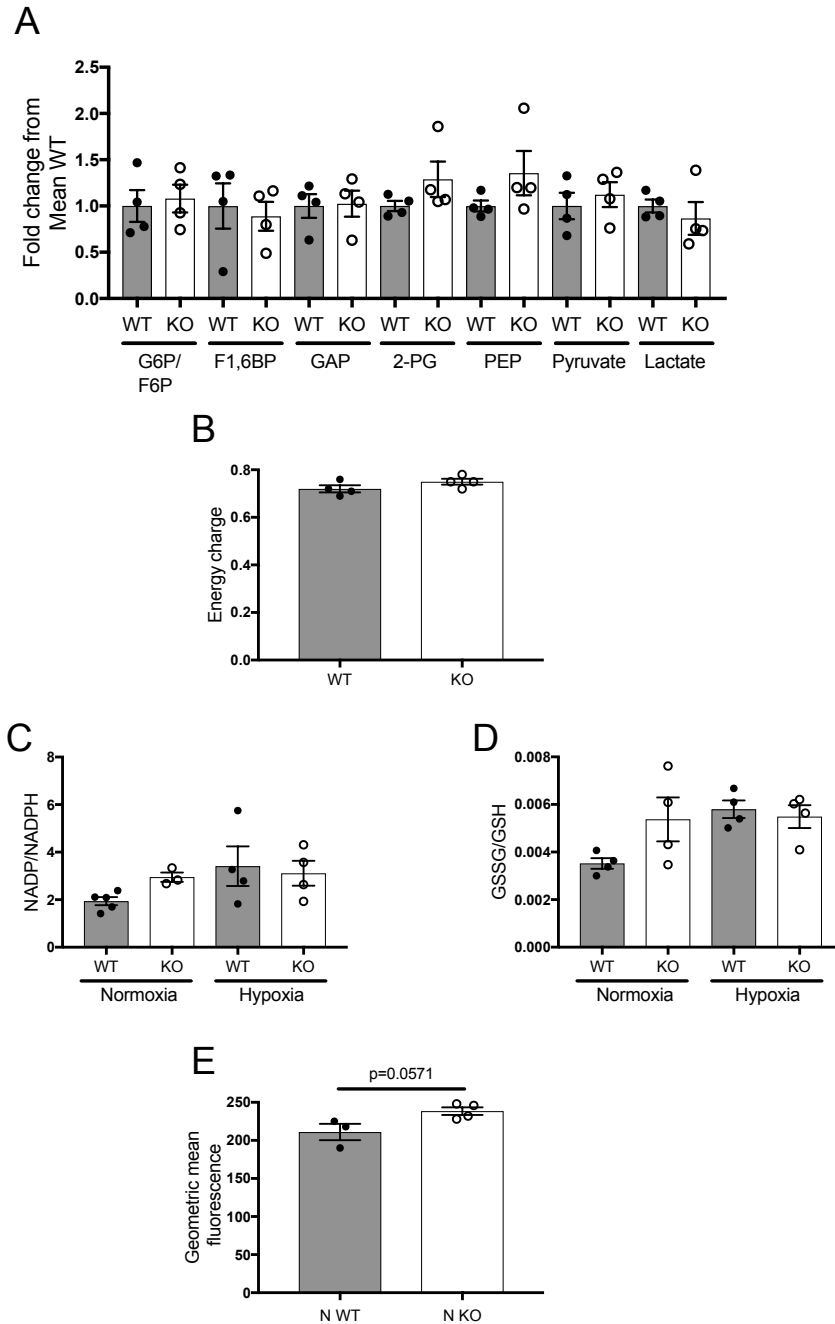 A
Fold change from
Mean WT
2.5
2.0
1.5
1.0
0.5
0.0
WT KO WT KO WT KO WT KO WT KO WT KO WT KO
G6P/
F6P
F1,6BP
GAP
2-PG
PEP
Pyruvate
Lactate
B
Energy charge
0.8
0.6
0.4
0.2
0.0
WT KO
C
NADP/NADPH
8
6
4
2
0
WT KO WT KO
Normoxia Hypoxia
D
GSSG/GSH
0.008
0.006
0.004
0.002
0.000
WT KO WT KO
Normoxia Hypoxia
E
p=0.0571
Geometric mean
fluorescence
250
200
150
100
50
0
N WT N KO